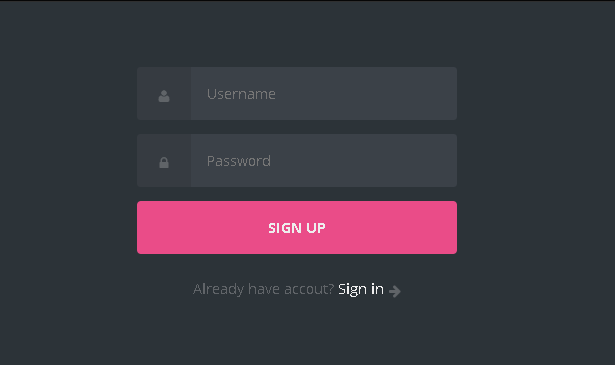 Username
Password
SIGN UP
Already have accout? Sign in